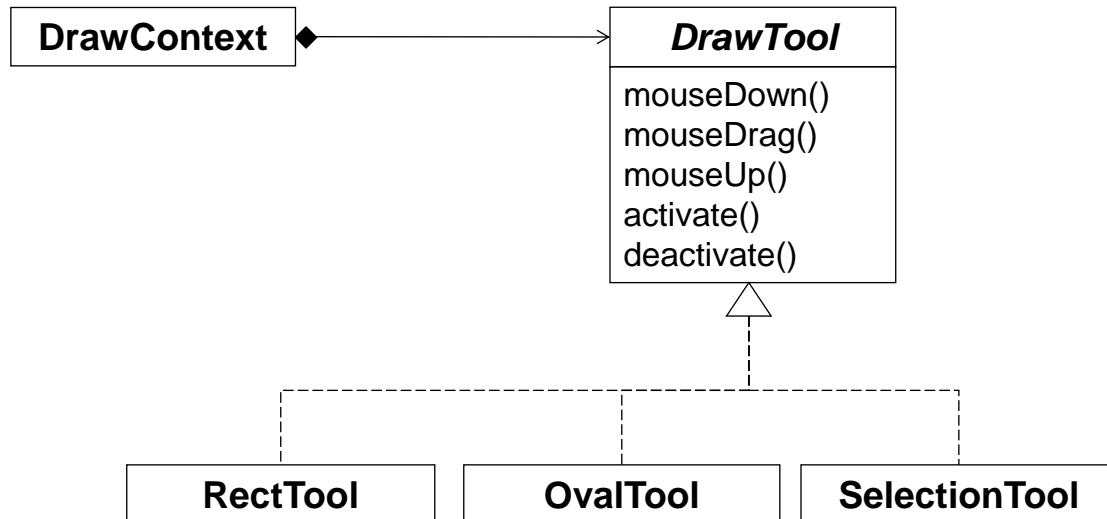 DrawContext
DrawTool
mouseDown()
mouseDrag()
mouseUp()
activate()
deactivate()
RectTool
OvalTool
SelectionTool